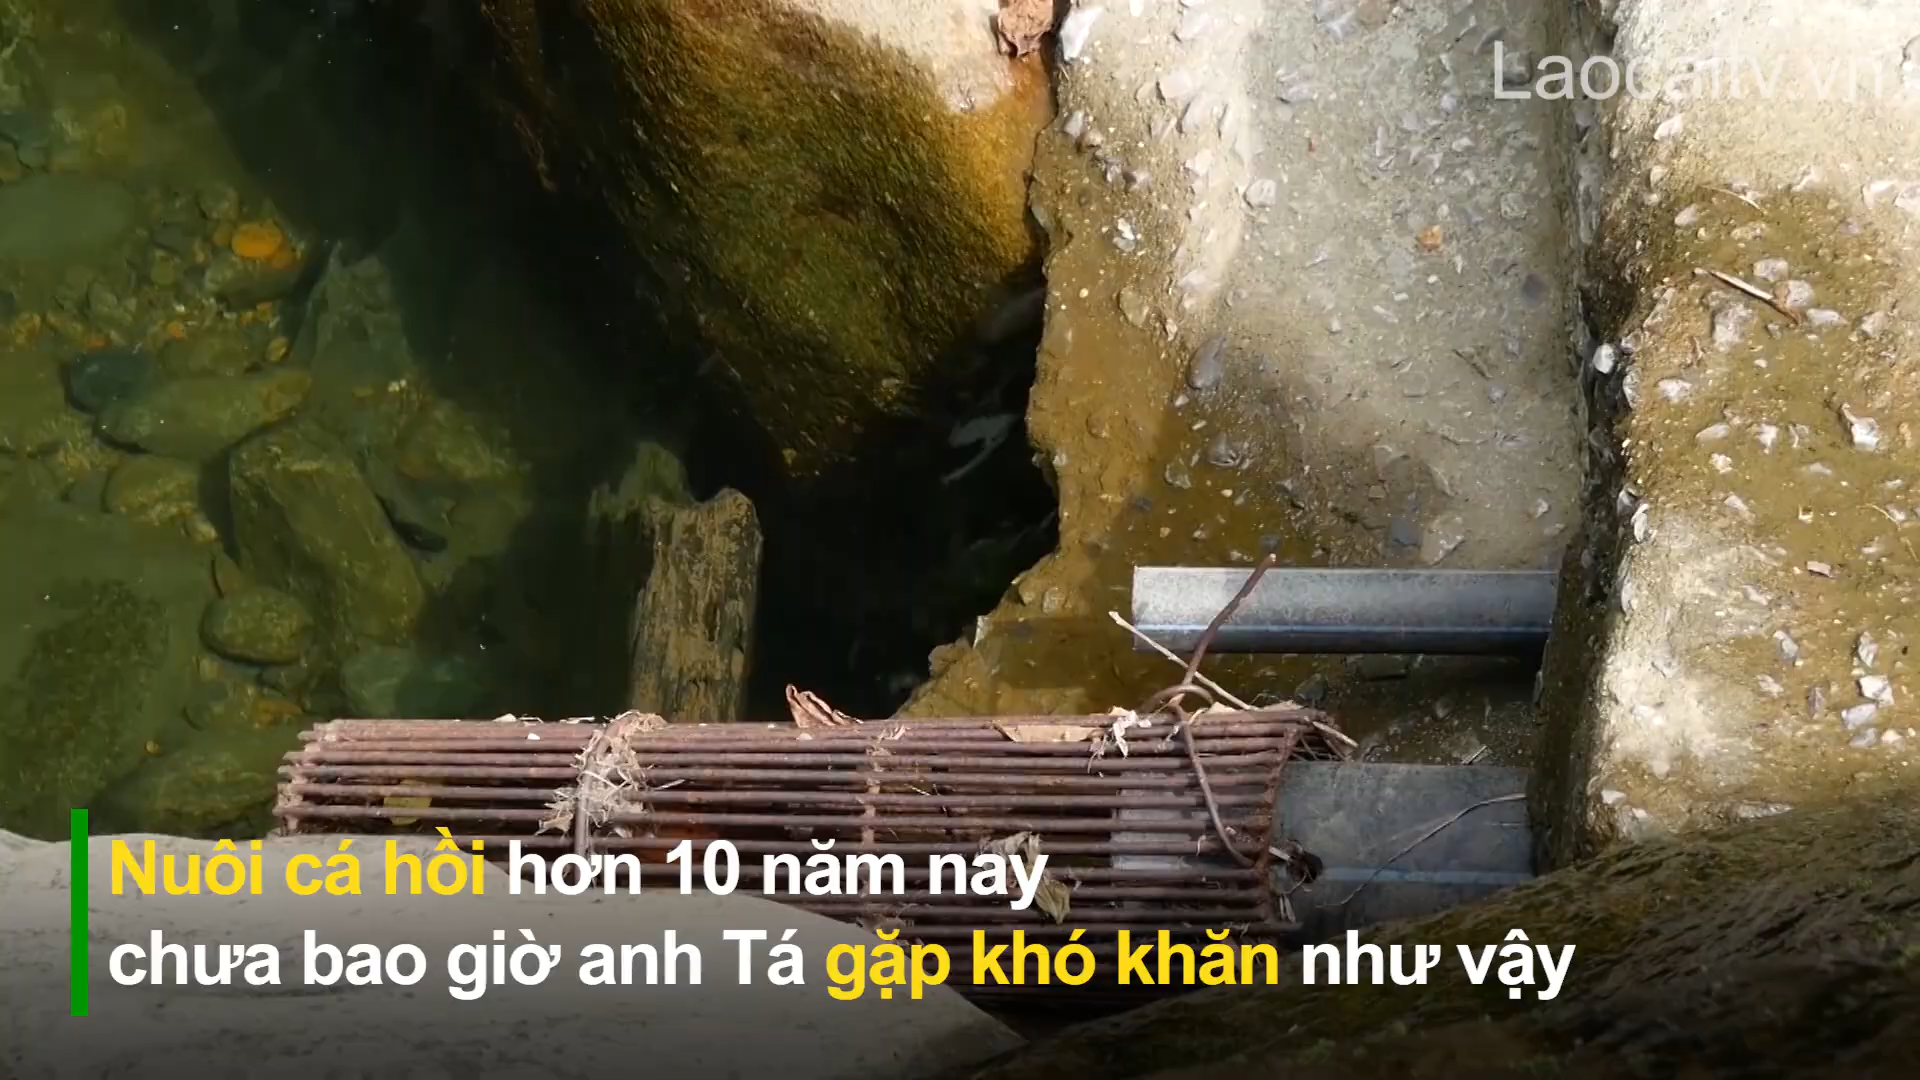 Laocaitv.vn
Nuôi cá hồi hơn 10 năm nay
chưa bao giờ anh Tá gặp khó khăn như vậy